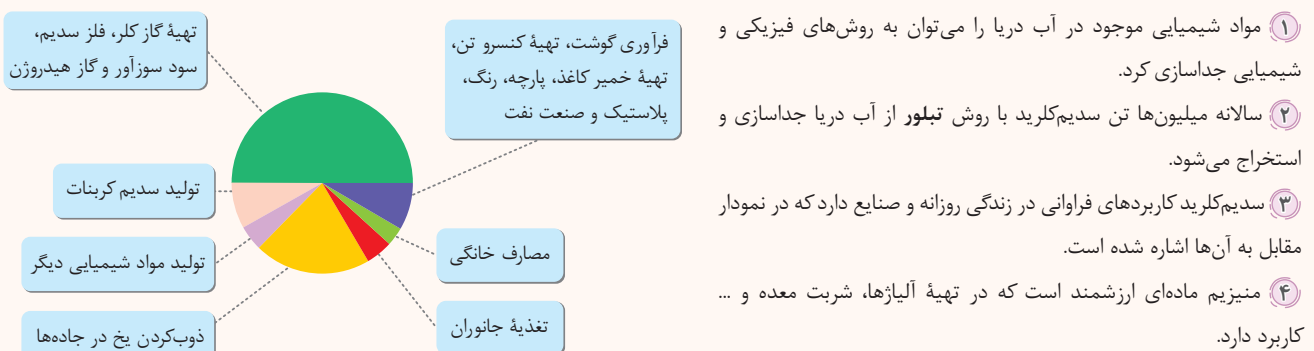 ۱ مواد شیمیایی موجود در آب دریا را می‌توان به روش‌های فیزیکی و
شیمیایی جداسازی کرد.
۲ سالانه میلیون‌ها تن سدیم‌کلرید با روش تبلور از آب دریا جداسازی و
استخراج می‌شود.
۳ سدیم‌کلرید کاربردهای فراوانی در زندگی روزانه و صنایع دارد که در نمودار
مقابل به آن‌ها اشاره شده است.
۴ منیزیم ماده‌ای ارزشمند است که در تهیهٔ آلیاژها، شربت معده و ...
کاربرد دارد.
فرآوری گوشت، تهیهٔ کنسرو تن،
تهیهٔ خمیر کاغذ، پارچه، رنگ،
پلاستیک و صنعت نفت
مصارف خانگی
تغذیهٔ جانوران
تهیهٔ گاز کلر، فلز سدیم،
سود سوزآور و گاز هیدروژن
تولید سدیم کربنات
تولید مواد شیمیایی دیگر
ذوب‌کردن یخ در جاده‌ها